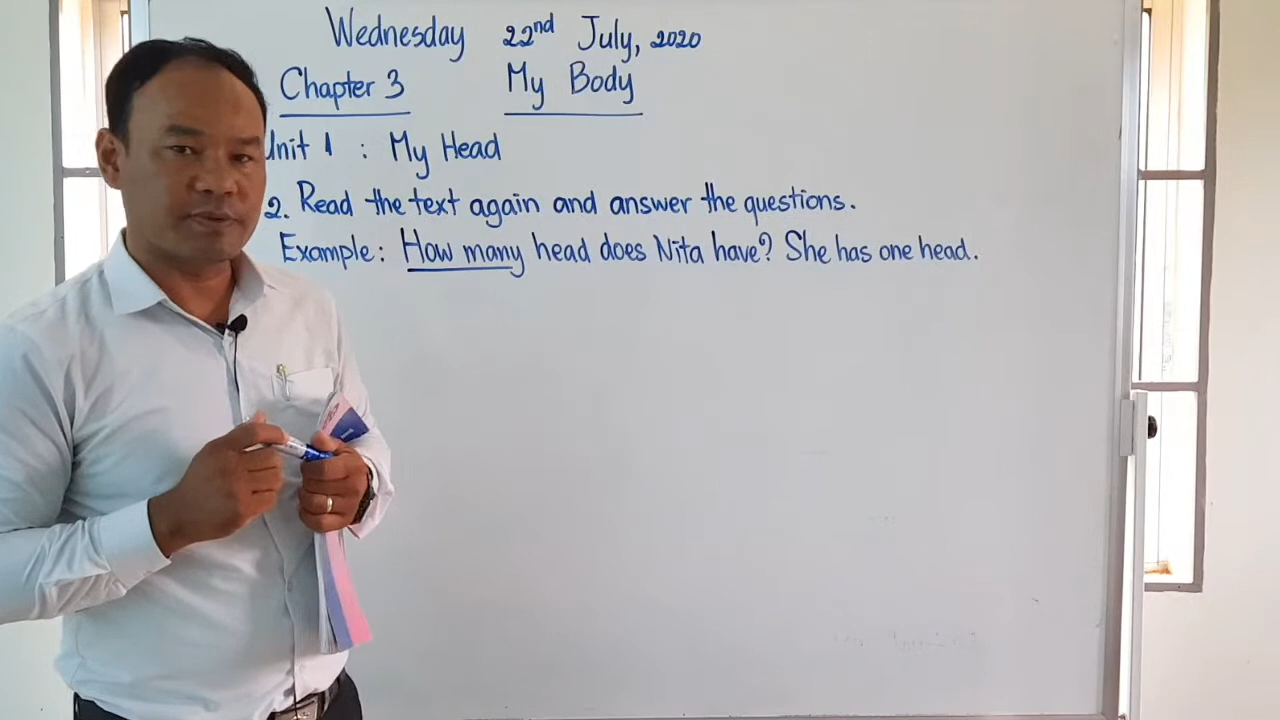 Wednesday 22nd July, 2020
Chapter 3 My Body
Unit 1 : My Head
2. Read the text again and answer the questions.
Example: How many head does Nita have? She has one head.